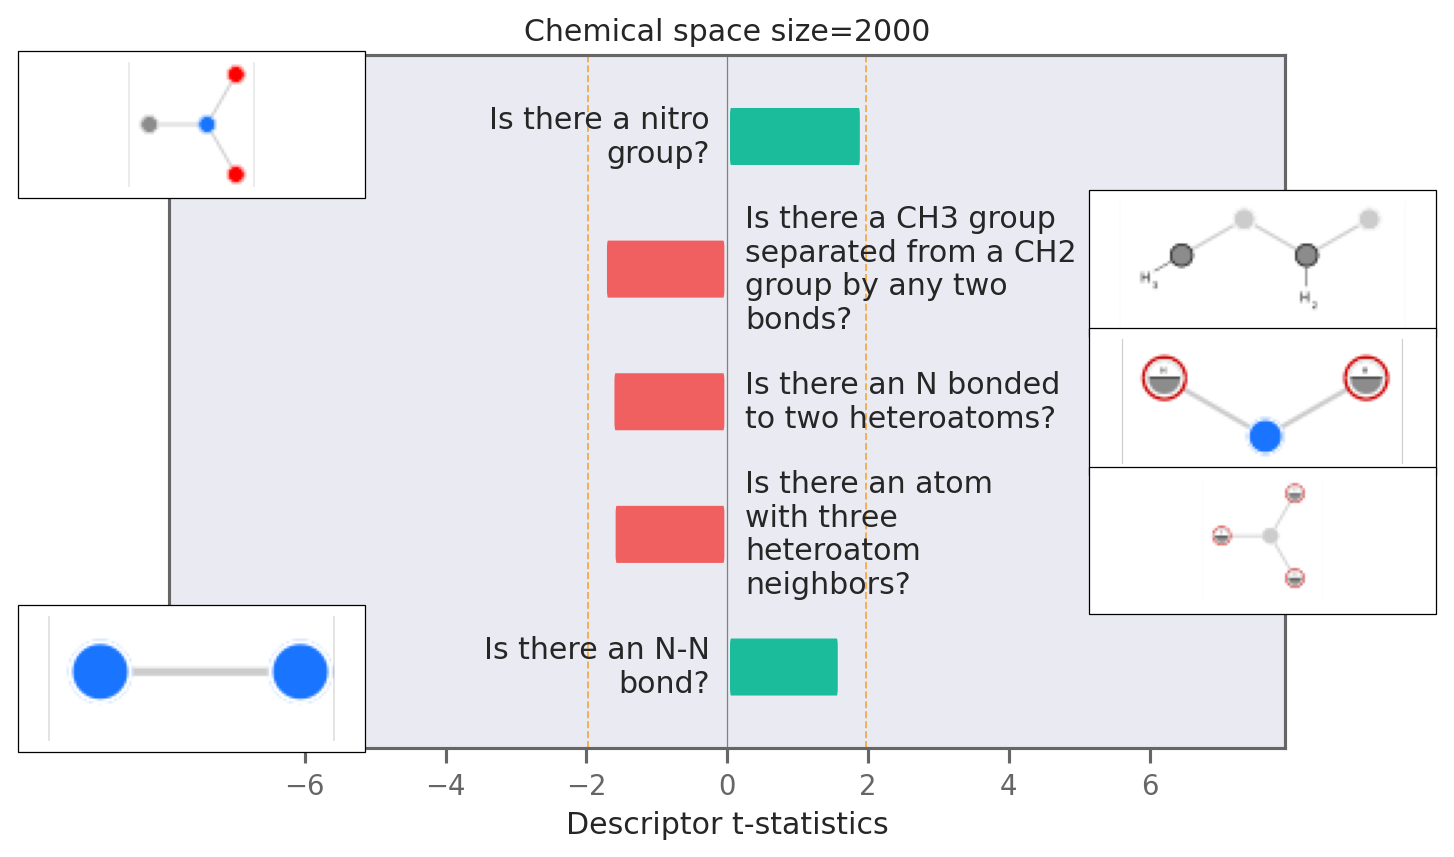 Chemical space size=2000
Is there a nitro
group?
Is there a CH3 group
separated from a CH2
group by any two
bonds?
H3
H2
Is there an N bonded
to two heteroatoms?
Is there an atom
with three
heteroatom
neighbors?
Is there an N-N
bond?
−6 −4 −2 0 2 4 6
Descriptor t-statistics